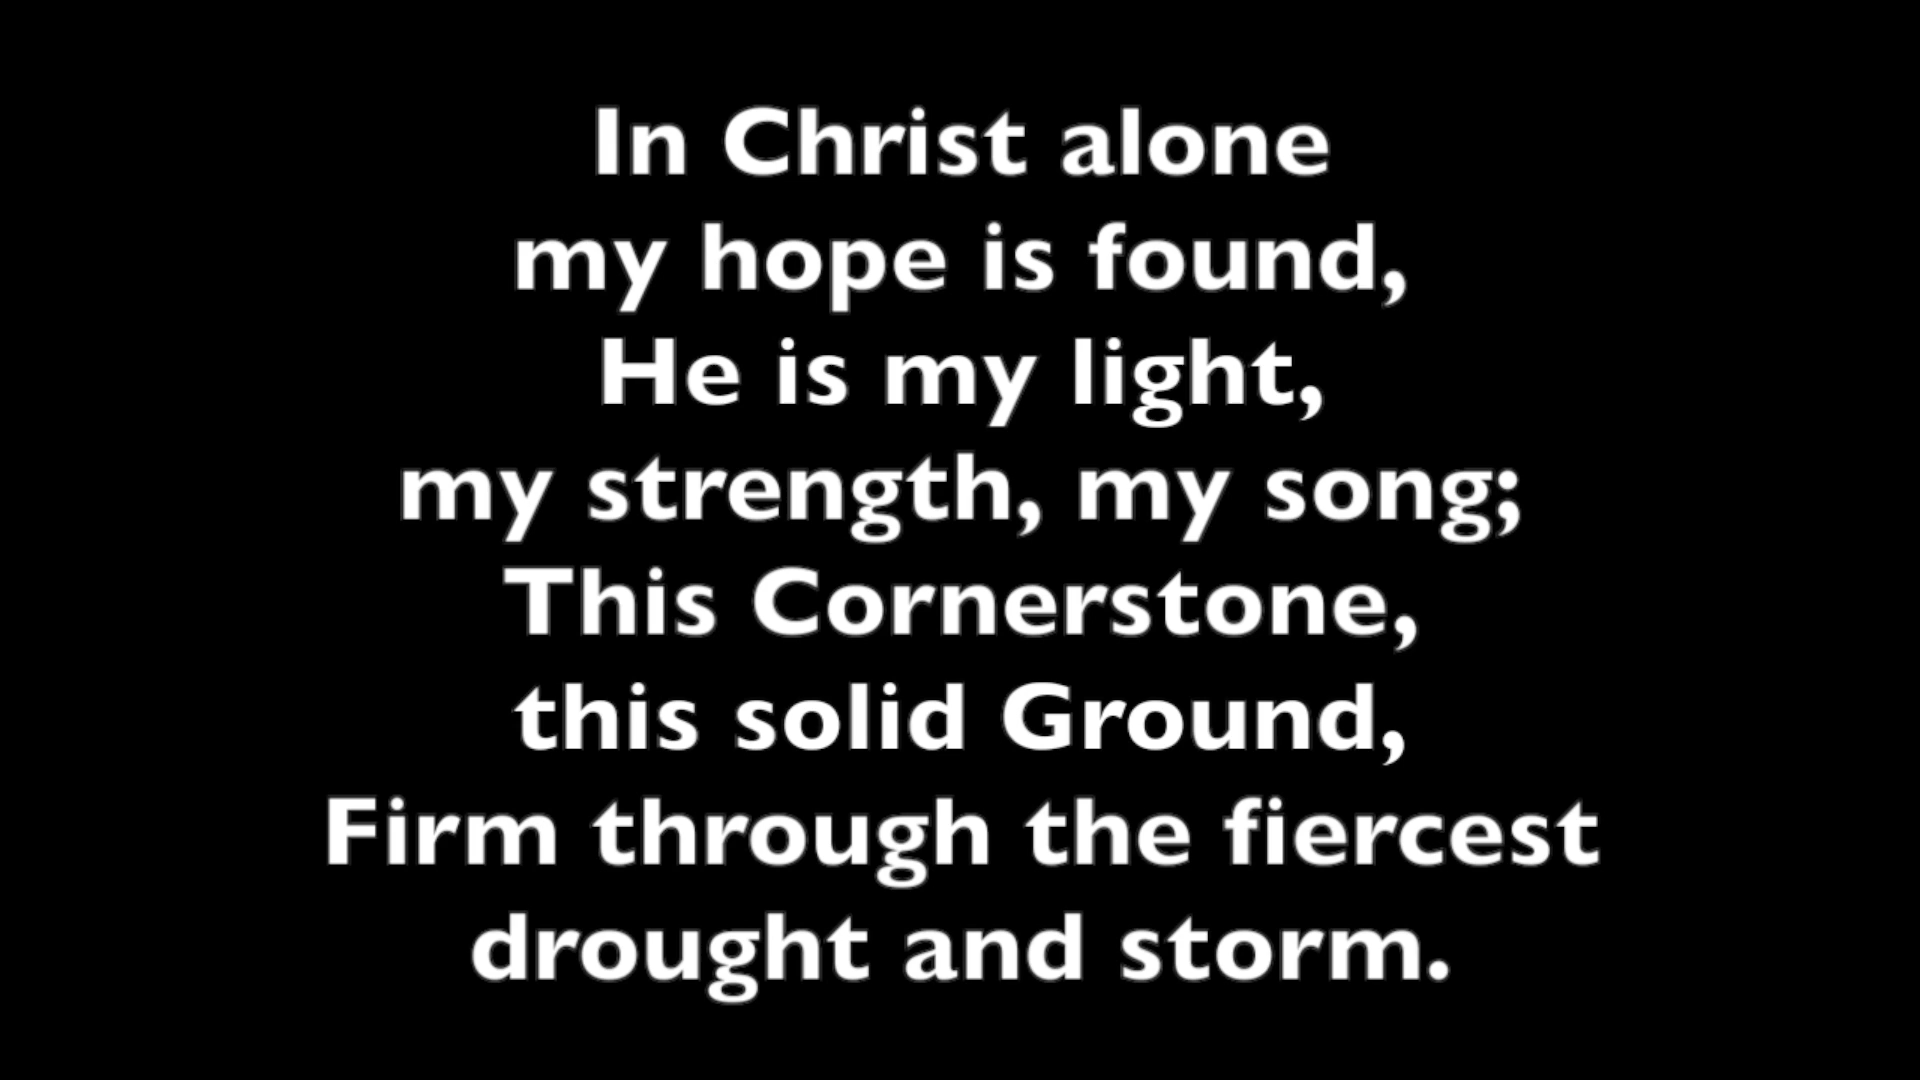 In Christ alone
my hope is found,
He is my light,
my strength, my song;
This Cornerstone,
this solid Ground,
Firm through the fiercest
drought and storm.